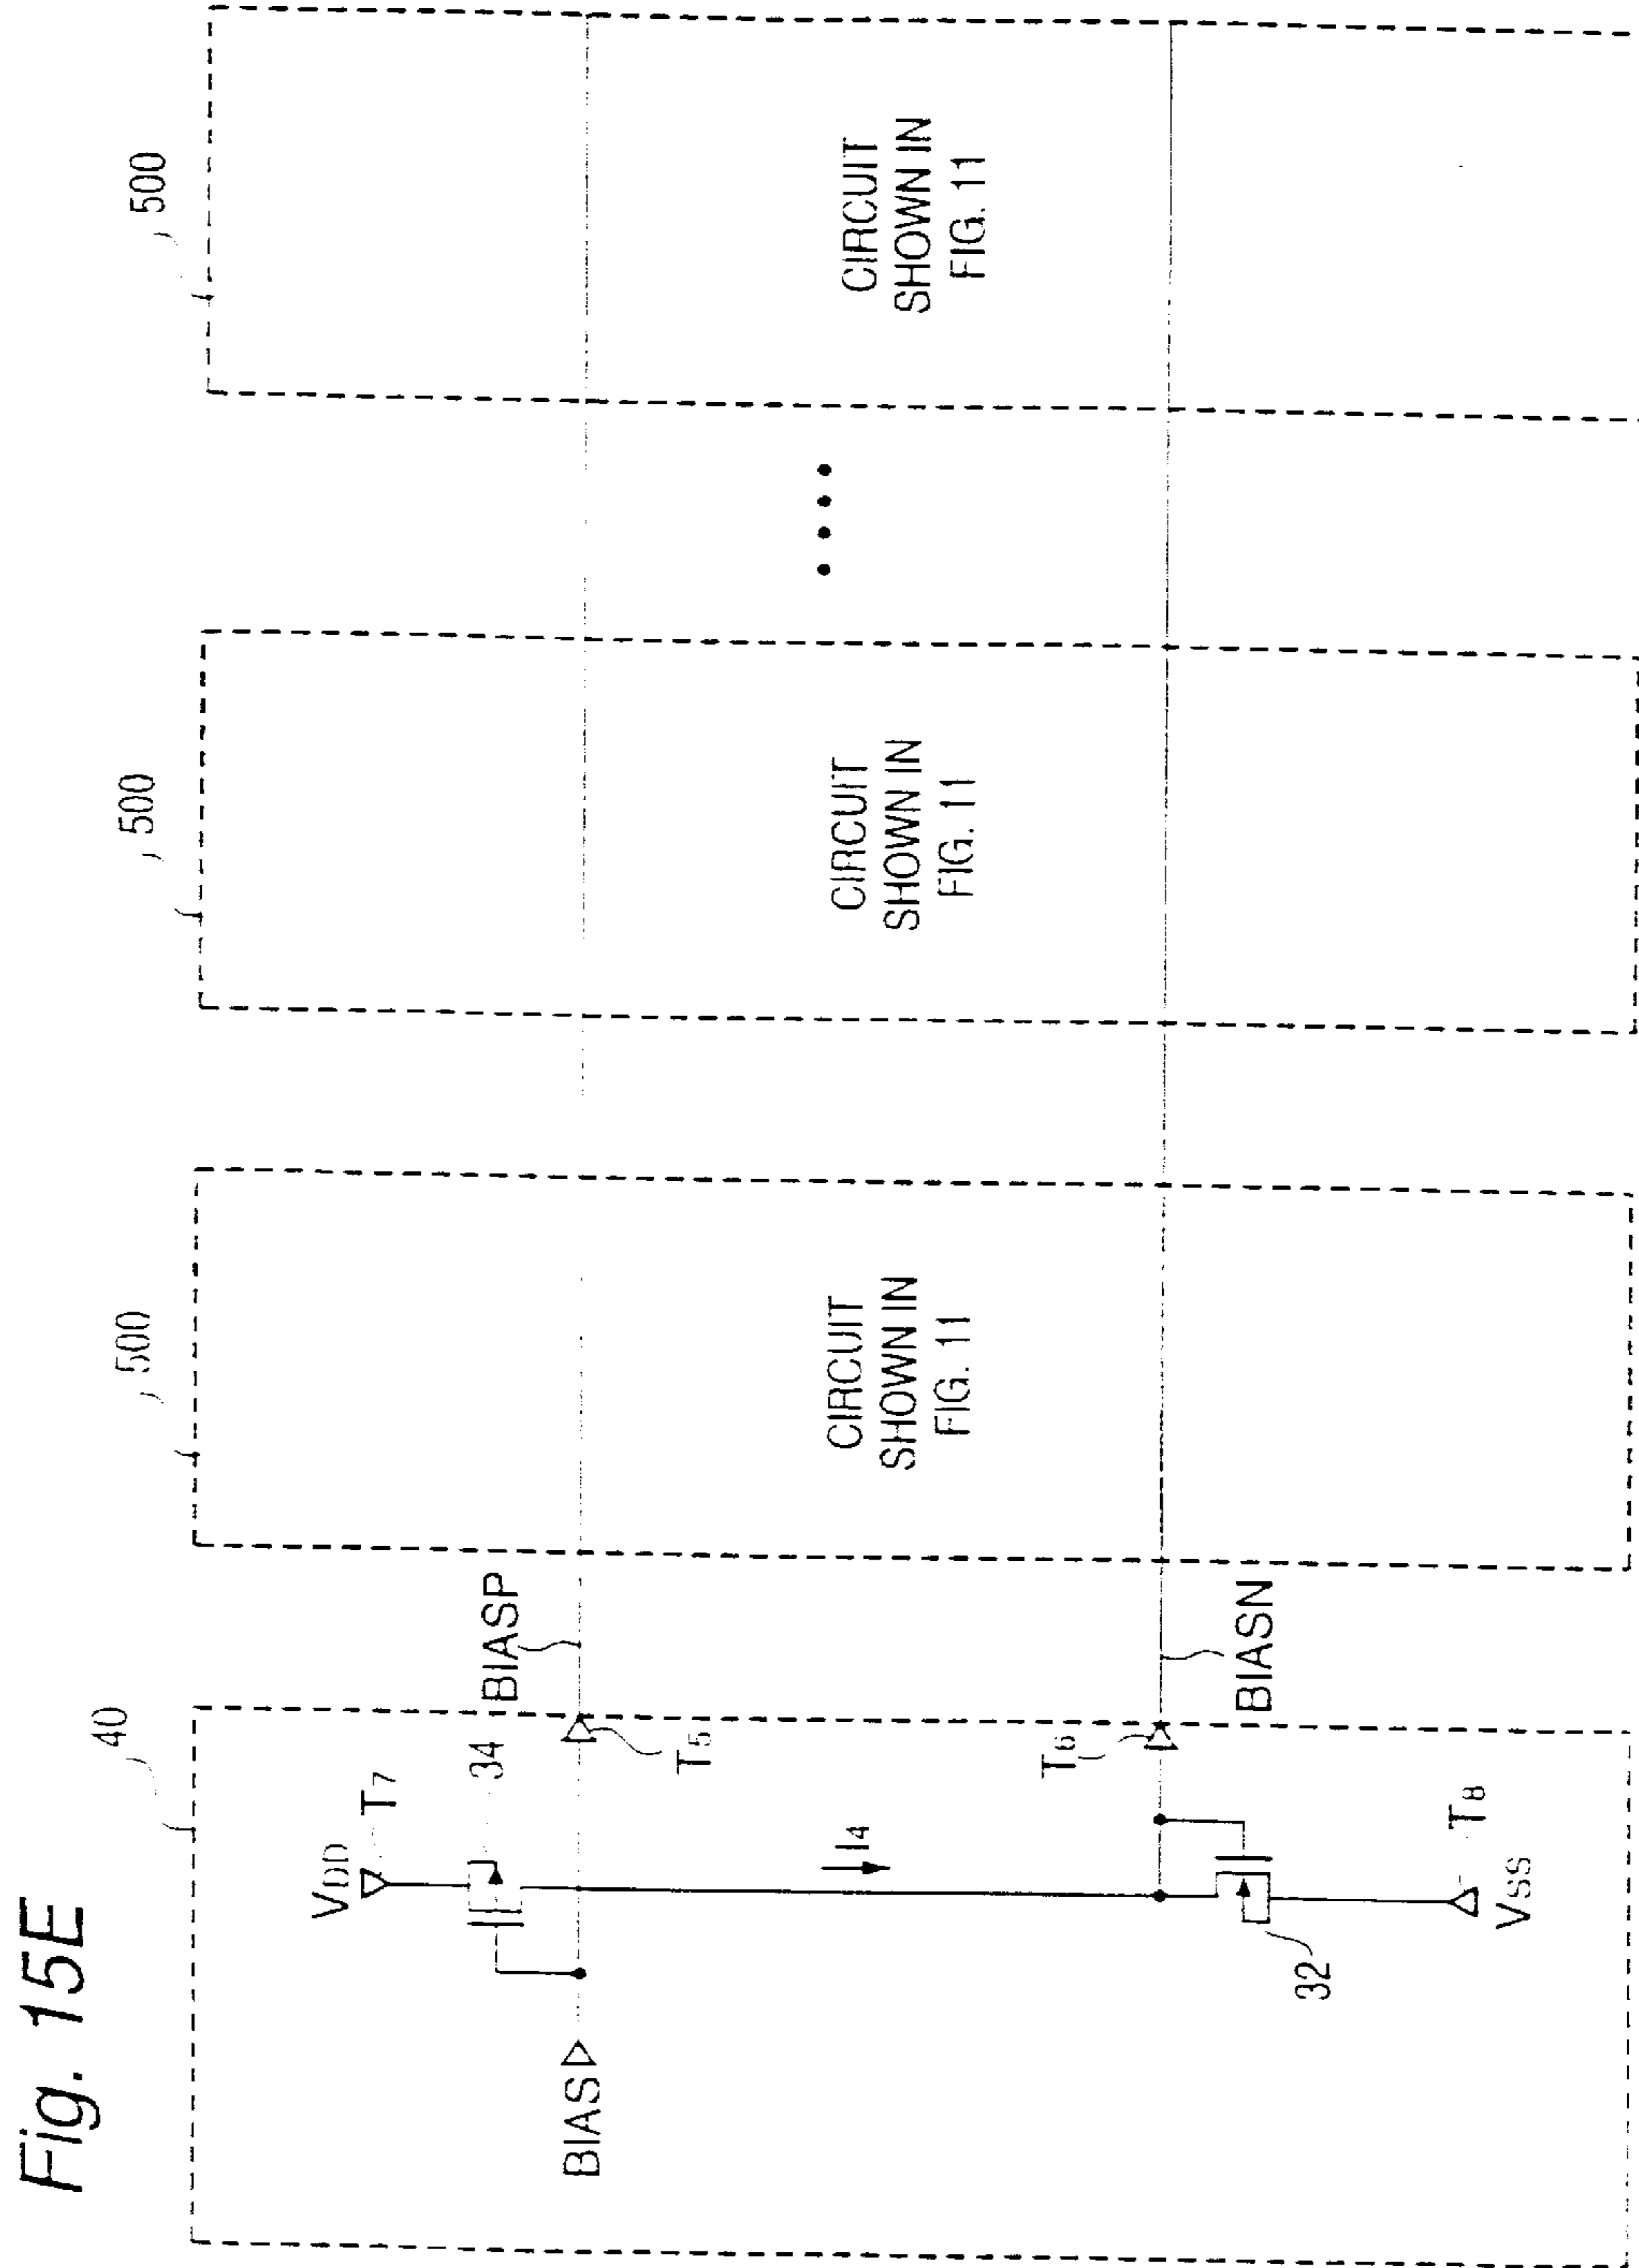 Fig. 15E
40
500
500
500
VDD
T7
34
BIASP
BIAS
T5
I4
T6
BIASN
32
VSS
T8
CIRCUIT
SHOWN IN
FIG. 11
CIRCUIT
SHOWN IN
FIG. 11
CIRCUIT
SHOWN IN
FIG. 11